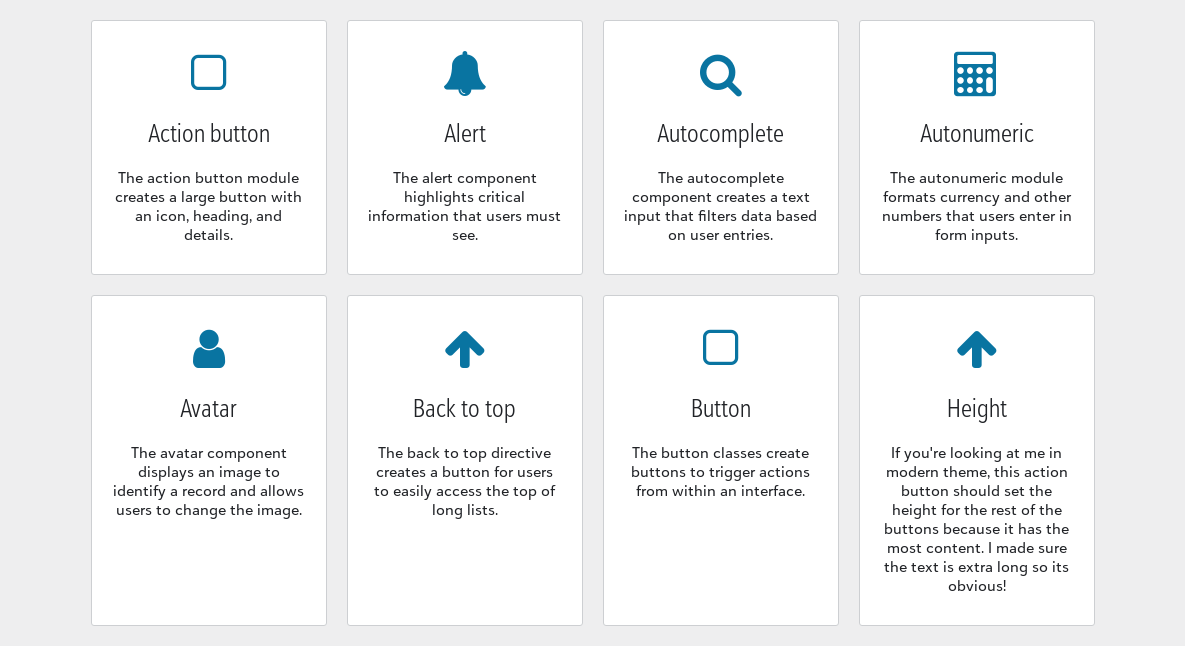 Action button
The action button module
creates a large button with
an icon, heading, and
details.
Alert
The alert component
highlights critical
information that users must
see.
Autocomplete
The autocomplete
component creates a text
input that filters data based
on user entries.
Autonumeric
The autonumeric module
formats currency and other
numbers that users enter in
form inputs.
Avatar
The avatar component
displays an image to
identify a record and allows
users to change the image.
Back to top
The back to top directive
creates a button for users
to easily access the top of
long lists.
Button
The button classes create
buttons to trigger actions
from within an interface.
Height
If you're looking at me in
modern theme, this action
button should set the
height for the rest of the
buttons because it has the
most content. I made sure
the text is extra long so its
obvious!